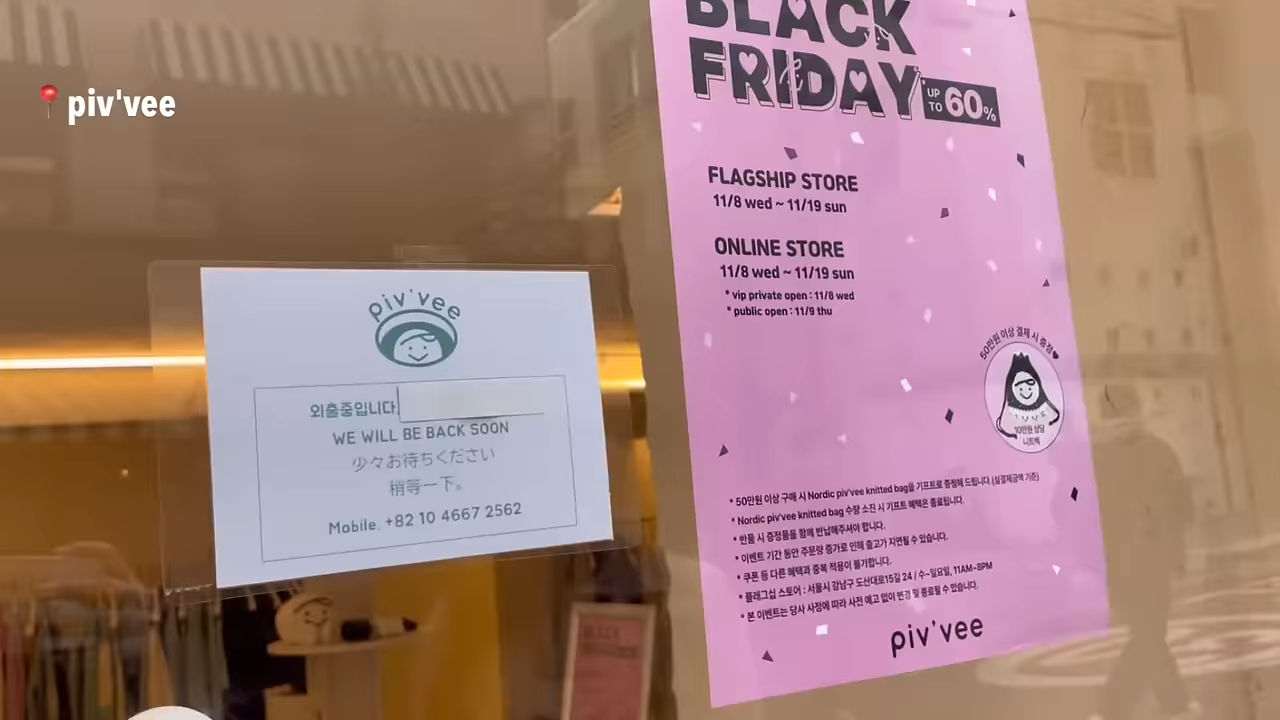 piv'vee
piv'vee
외출중입니다.
WE WILL BE BACK SOON
少々お待ちください
稍等一下。
Mobile. +82 10 4667 2562
BLACK
FRIDAY
UP TO 60%
FLAGSHIP STORE
11/8 wed ~ 11/19 sun
ONLINE STORE
11/8 wed ~ 11/19 sun
* vip private open : 11/8 wed
* public open : 11/9 thu
50만원 이상 결제 시 증정♥
10만원 상당
니트백
* 50만원 이상 구매 시 Nordic piv'vee knitted bag을 기프트로 증정해 드립니다.(실결제금액 기준)
* Nordic piv'vee knitted bag 수량 소진 시 기프트 혜택은 종료됩니다.
* 반품 시 증정품을 함께 반납해주셔야 합니다.
* 이벤트 기간 동안 주문량 증가로 인해 출고가 지연될 수 있습니다.
* 쿠폰 등 다른 혜택과 중복 적용이 불가합니다.
* 플래그십 스토어 : 서울시 강남구 도산대로15길 24 / 수-일요일, 11AM-8PM
* 본 이벤트는 당사 사정에 따라 사전 예고 없이 변경 및 종료될 수 있습니다.
piv'vee